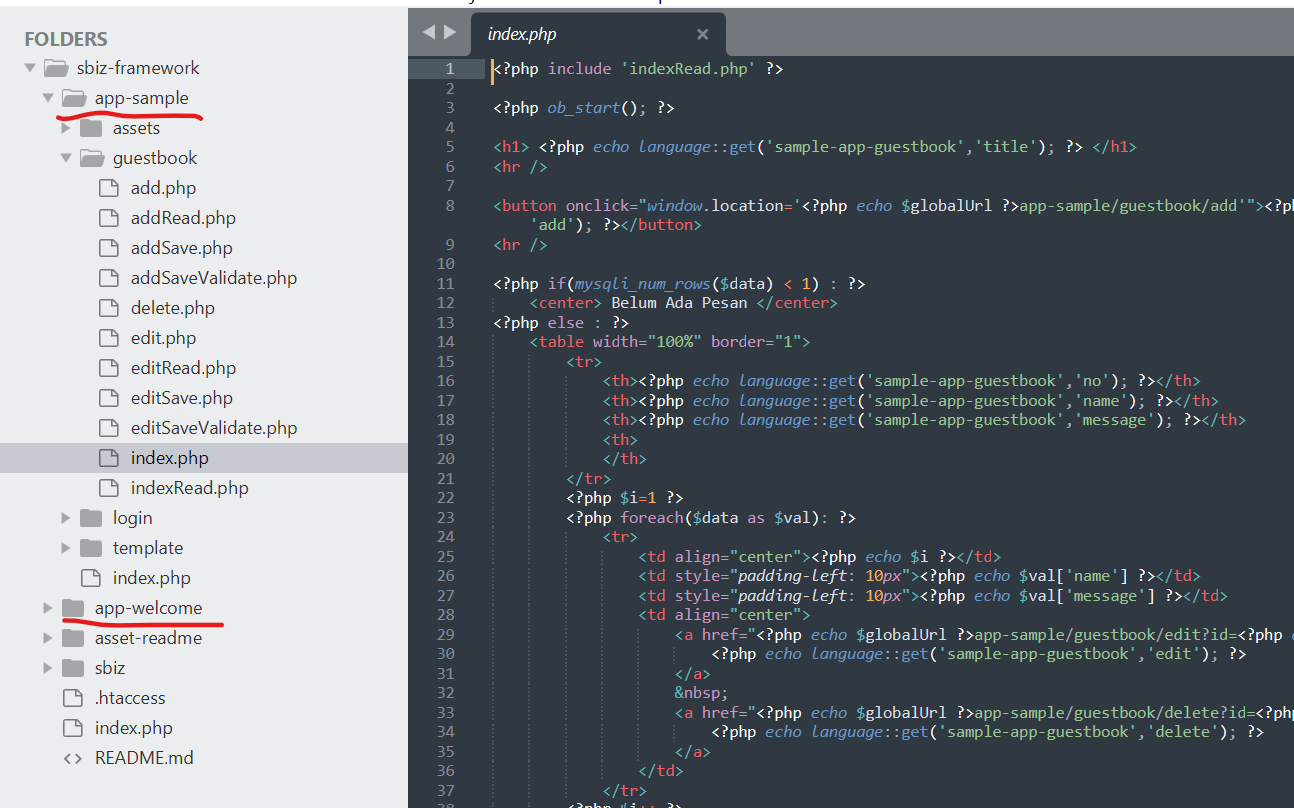 FOLDERS
sbiz-framework
app-sample
assets
guestbook
add.php
addRead.php
addSave.php
addSaveValidate.php
delete.php
edit.php
editRead.php
editSave.php
editSaveValidate.php
index.php
indexRead.php
login
template
index.php
app-welcome
asset-readme
sbiz
.htaccess
index.php
README.md
index.php ×
1 <?php include 'indexRead.php' ?>
2
3 <?php ob_start(); ?>
4
5 <h1> <?php echo language::get('sample-app-guestbook','title'); ?> </h1>
6 <hr />
7
8 <button onclick="window.location='<?php echo $globalUrl ?>app-sample/guestbook/add'"><?ph
'add'); ?></button>
9 <hr />
10
11 <?php if(mysqli_num_rows($data) < 1) : ?>
12 <center> Belum Ada Pesan </center>
13 <?php else : ?>
14 <table width="100%" border="1">
15 <tr>
16 <th><?php echo language::get('sample-app-guestbook','no'); ?></th>
17 <th><?php echo language::get('sample-app-guestbook','name'); ?></th>
18 <th><?php echo language::get('sample-app-guestbook','message'); ?></th>
19 <th>
20 </th>
21 </tr>
22 <?php $i=1 ?>
23 <?php foreach($data as $val): ?>
24 <tr>
25 <td align="center"><?php echo $i ?></td>
26 <td style="padding-left: 10px"><?php echo $val['name'] ?></td>
27 <td style="padding-left: 10px"><?php echo $val['message'] ?></td>
28 <td align="center">
29 <a href="<?php echo $globalUrl ?>app-sample/guestbook/edit?id=<?php
30 <?php echo language::get('sample-app-guestbook','edit'); ?>
31 </a>
32 &nbsp;
33 <a href="<?php echo $globalUrl ?>app-sample/guestbook/delete?id=<?php
34 <?php echo language::get('sample-app-guestbook','delete'); ?>
35 </a>
36 </td>
37 </tr>
38 <?php $i++ ?>